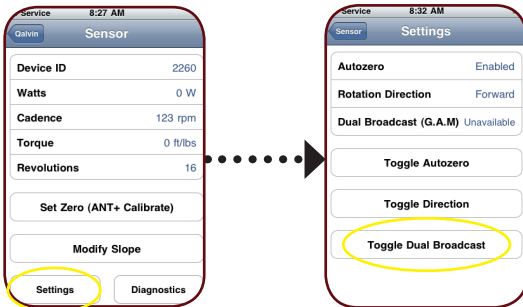 Service 8:27 AM
Qalvin Sensor
Device ID 2260
Watts 0 W
Cadence 123 rpm
Torque 0 ft/lbs
Revolutions 16
Set Zero (ANT+ Calibrate)
Modify Slope
Settings Diagnostics
Service 8:32 AM
Sensor Settings
Autozero Enabled
Rotation Direction Forward
Dual Broadcast (G.A.M) Unavailable
Toggle Autozero
Toggle Direction
Toggle Dual Broadcast